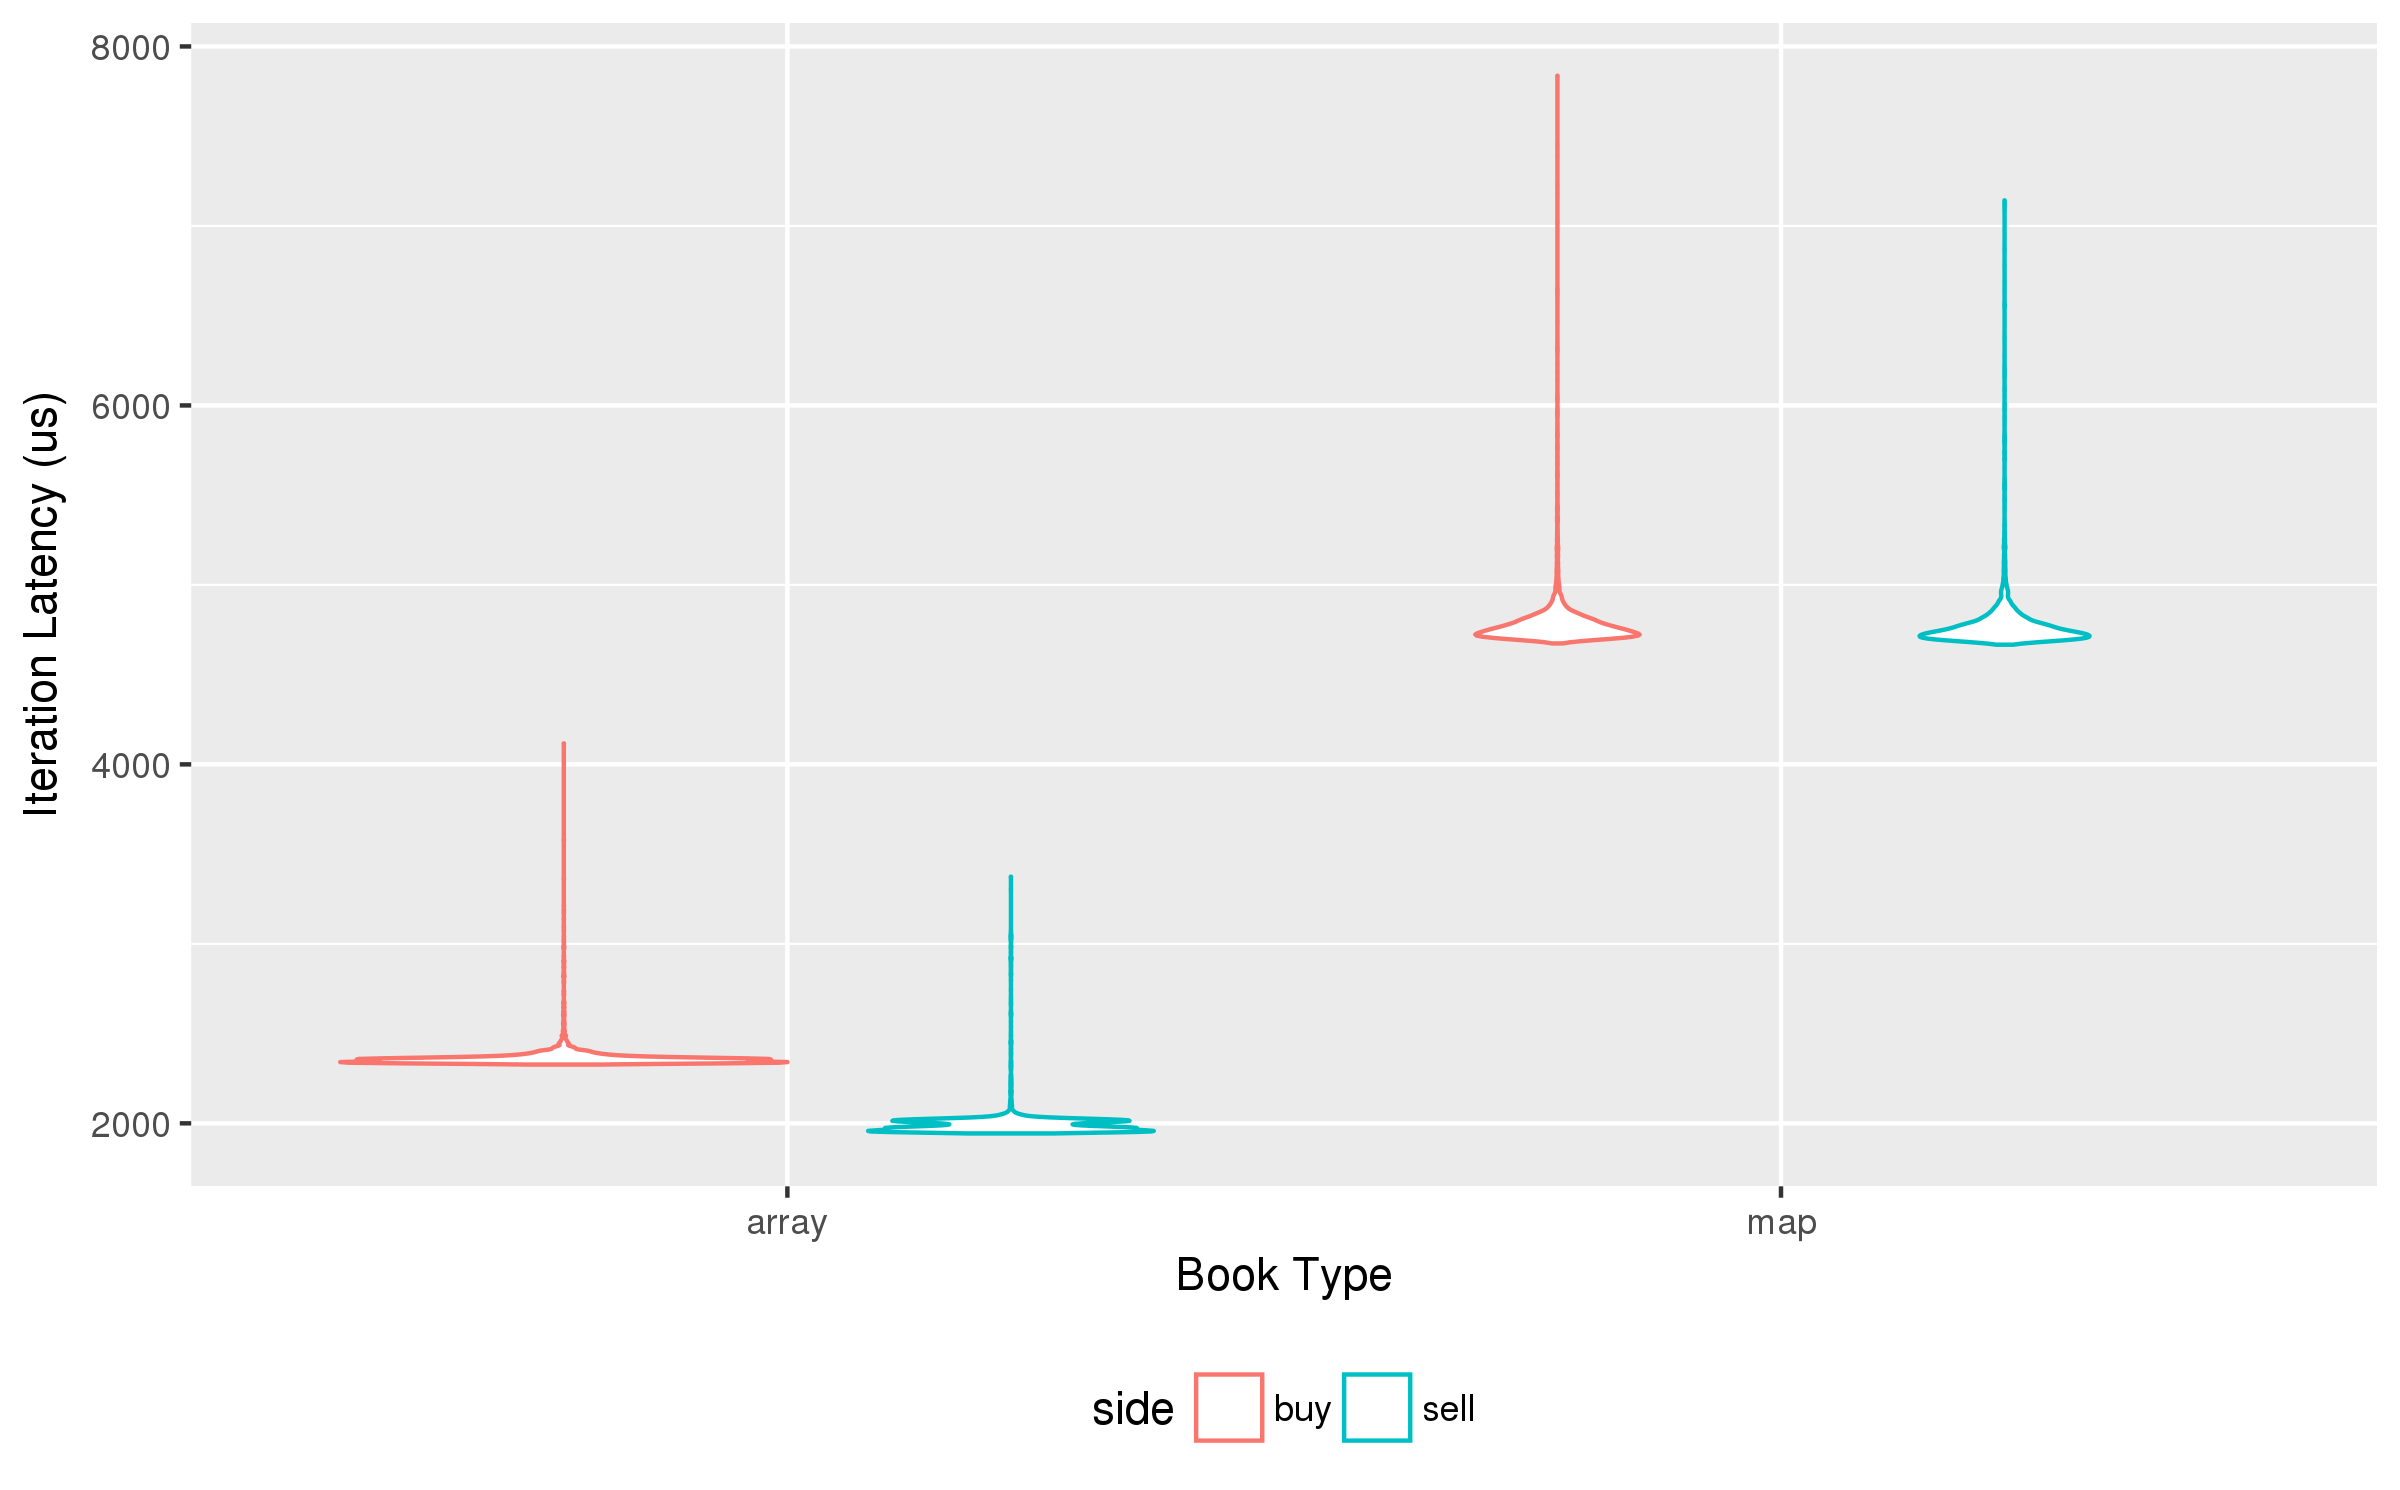 8000
6000
4000
2000
Iteration Latency (us)
array map
Book Type
side buy sell